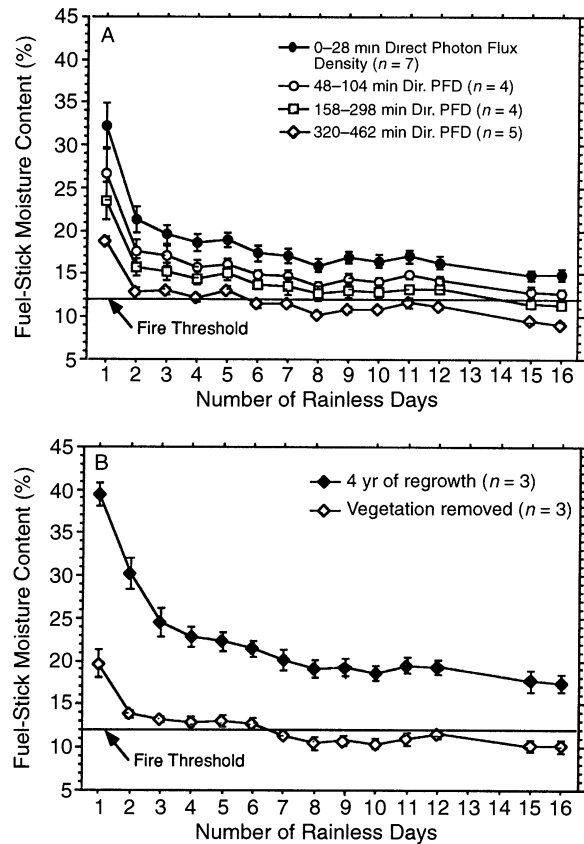 A
0–28 min Direct Photon Flux
Density (n = 7)
48–104 min Dir. PFD (n = 4)
158–298 min Dir. PFD (n = 4)
320–462 min Dir. PFD (n = 5)
45
40
35
30
25
20
15
10
5
Fuel-Stick Moisture Content (%)
Fire Threshold
1 2 3 4 5 6 7 8 9 10 11 12 13 14 15 16
Number of Rainless Days
B
4 yr of regrowth (n = 3)
Vegetation removed (n = 3)
45
40
35
30
25
20
15
10
5
Fuel-Stick Moisture Content (%)
Fire Threshold
1 2 3 4 5 6 7 8 9 10 11 12 13 14 15 16
Number of Rainless Days